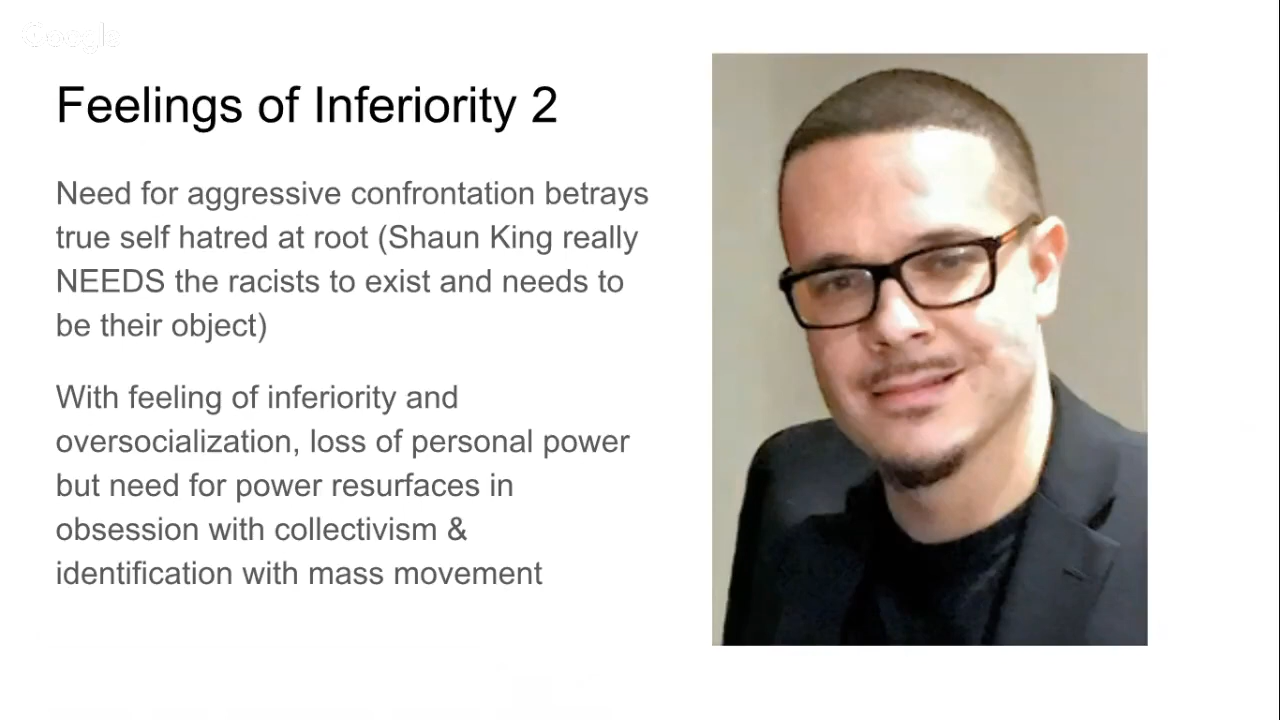 Google
Feelings of Inferiority 2
Need for aggressive confrontation betrays
true self hatred at root (Shaun King really
NEEDS the racists to exist and needs to
be their object)
With feeling of inferiority and
oversocialization, loss of personal power
but need for power resurfaces in
obsession with collectivism &
identification with mass movement